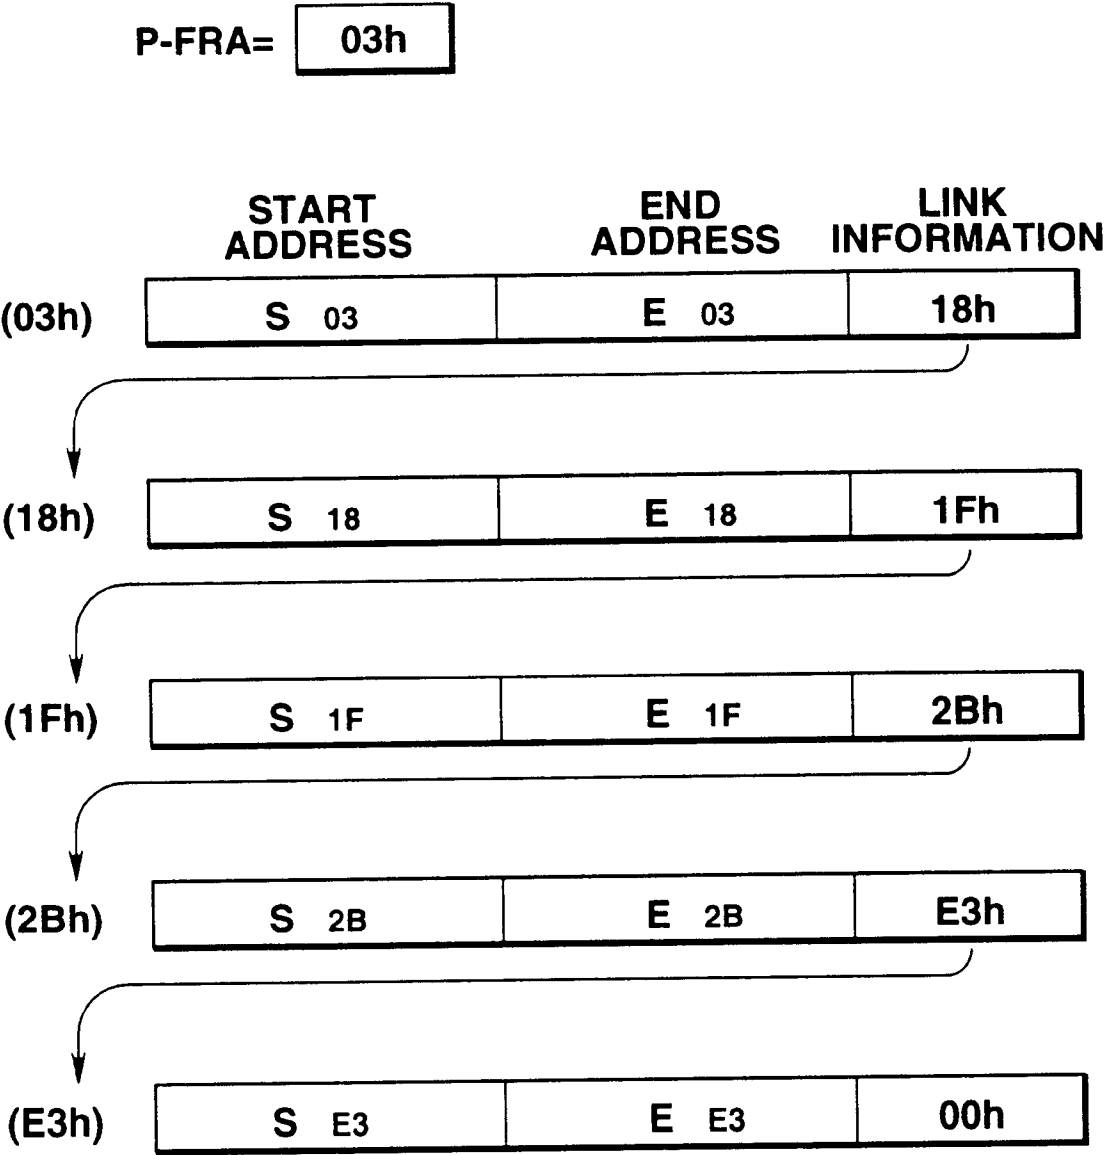 P-FRA= 03h
START ADDRESS END ADDRESS LINK INFORMATION
(03h) S 03 E 03 18h
(18h) S 18 E 18 1Fh
(1Fh) S 1F E 1F 2Bh
(2Bh) S 2B E 2B E3h
(E3h) S E3 E E3 00h